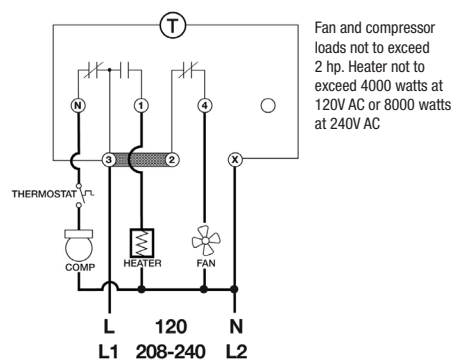 T
Fan and compressor
loads not to exceed
2 hp. Heater not to
exceed 4000 watts at
120V AC or 8000 watts
at 240V AC
N 1 4
3 2 X
THERMOSTAT
COMP HEATER FAN
L 120 N
L1 208-240 L2